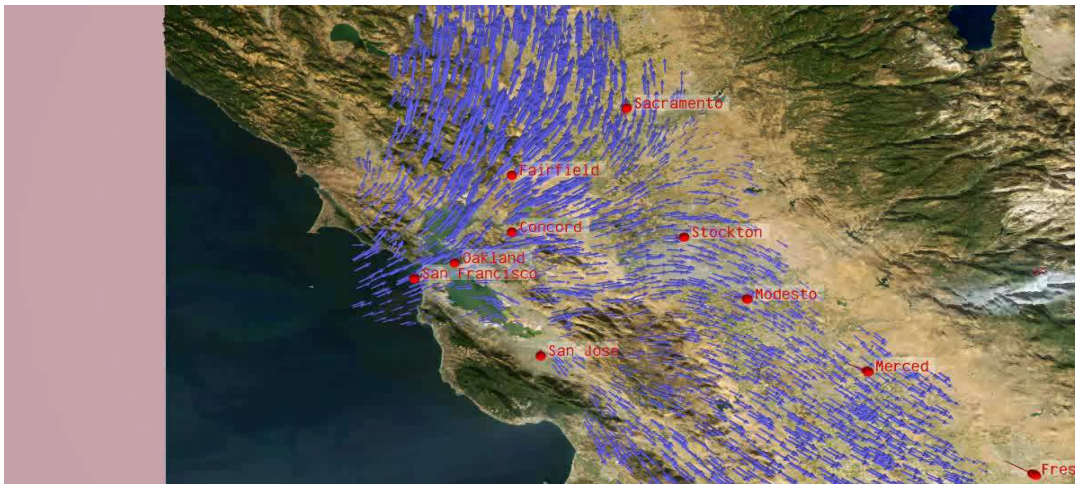 Sacramento
Fairfield
Concord
Stockton
Oakland
San Francisco
Modesto
San Jose
Merced
Fres